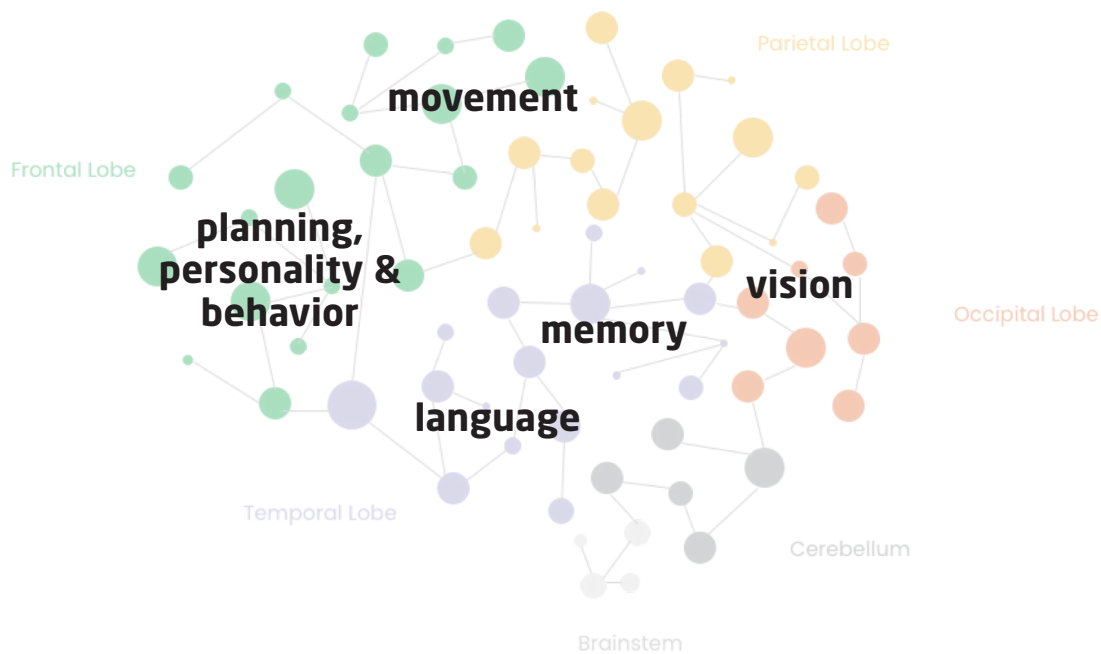 Parietal Lobe
movement
Frontal Lobe
planning,
personality &
behavior
vision
Occipital Lobe
memory
language
Temporal Lobe
Cerebellum
Brainstem